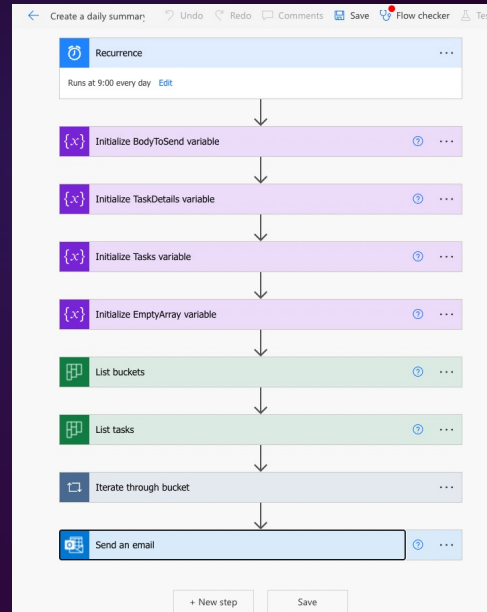 Create a daily summary Undo Redo Comments Save Flow checker
Recurrence
Runs at 9:00 every day Edit
{x} Initialize BodyToSend variable
{x} Initialize TaskDetails variable
{x} Initialize Tasks variable
{x} Initialize EmptyArray variable
List buckets
List tasks
Iterate through bucket
Send an email
+ New step Save